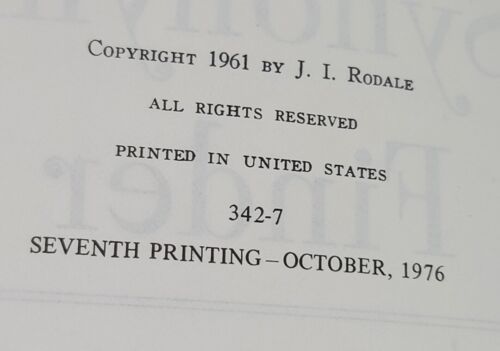 Copyright 1961 by J. I. Rodale
ALL RIGHTS RESERVED
PRINTED IN UNITED STATES
342-7
SEVENTH PRINTING – OCTOBER, 1976